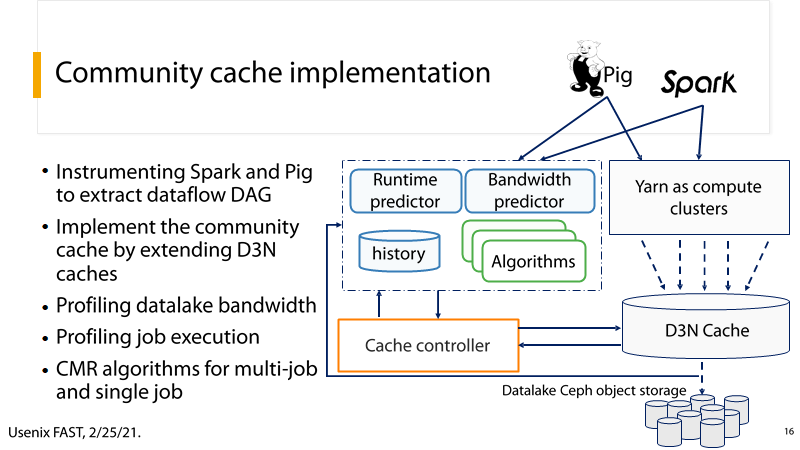 Community cache implementation
Pig
Spark
• Instrumenting Spark and Pig
to extract dataflow DAG
• Implement the community
cache by extending D3N
caches
• Profiling datalake bandwidth
• Profiling job execution
• CMR algorithms for multi-job
and single job
Runtime
predictor
Bandwidth
predictor
history
Algorithms
Yarn as compute
clusters
Cache controller
D3N Cache
Datalake Ceph object storage
Usenix FAST, 2/25/21.
16